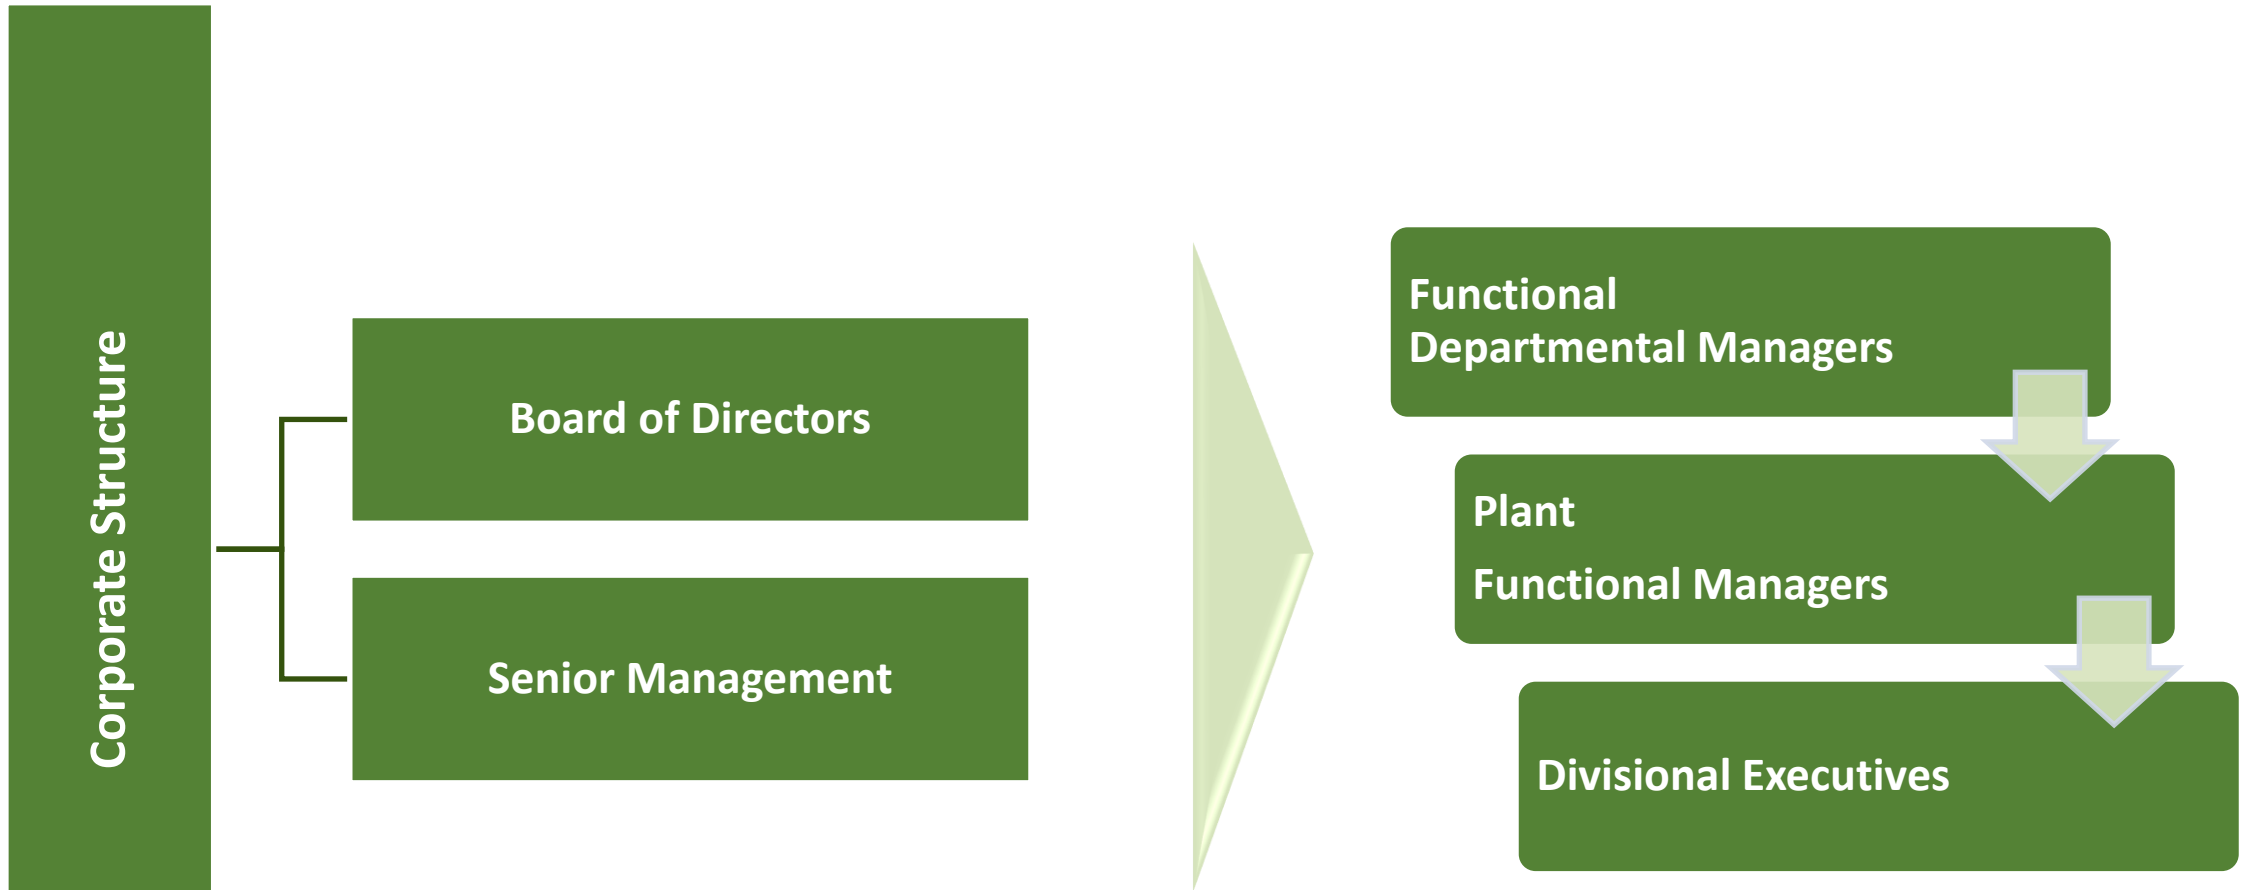 Corporate Structure
Board of Directors
Senior Management
Functional
Departmental Managers
Plant
Functional Managers
Divisional Executives